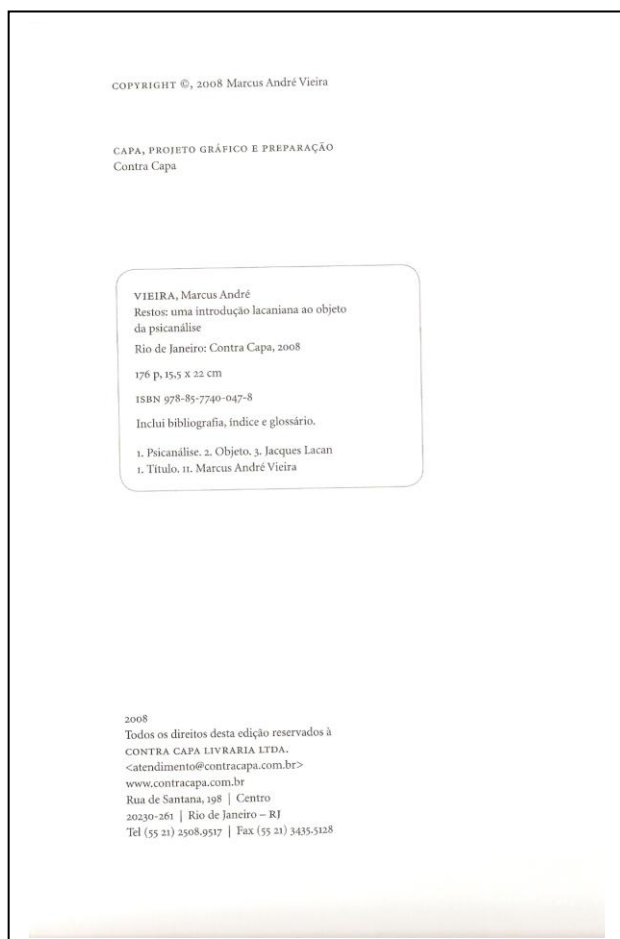 COPYRIGHT ©, 2008 Marcus André Vieira
CAPA, PROJETO GRÁFICO E PREPARAÇÃO
Contra Capa
VIEIRA, Marcus André
Restos: uma introdução lacaniana ao objeto
da psicanálise
Rio de Janeiro: Contra Capa, 2008
176 p, 15,5 x 22 cm
ISBN 978-85-7740-047-8
Inclui bibliografia, índice e glossário.
1. Psicanálise. 2. Objeto. 3. Jacques Lacan
I. Título. II. Marcus André Vieira
2008
Todos os direitos desta edição reservados à
CONTRA CAPA LIVRARIA LTDA.
<atendimento@contracapa.com.br>
www.contracapa.com.br
Rua de Santana, 198 | Centro
20230-261 | Rio de Janeiro – RJ
Tel (55 21) 2508.9517 | Fax (55 21) 3435.5128